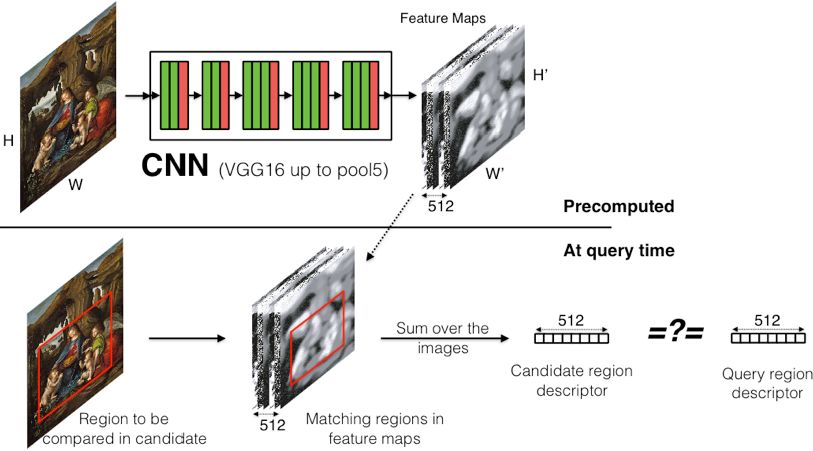 Feature Maps
H
W
CNN (VGG16 up to pool5)
H'
W'
512
Precomputed
At query time
Region to be
compared in candidate
512
Matching regions in
feature maps
Sum over the
images
512
Candidate region
descriptor
=?=
512
Query region
descriptor